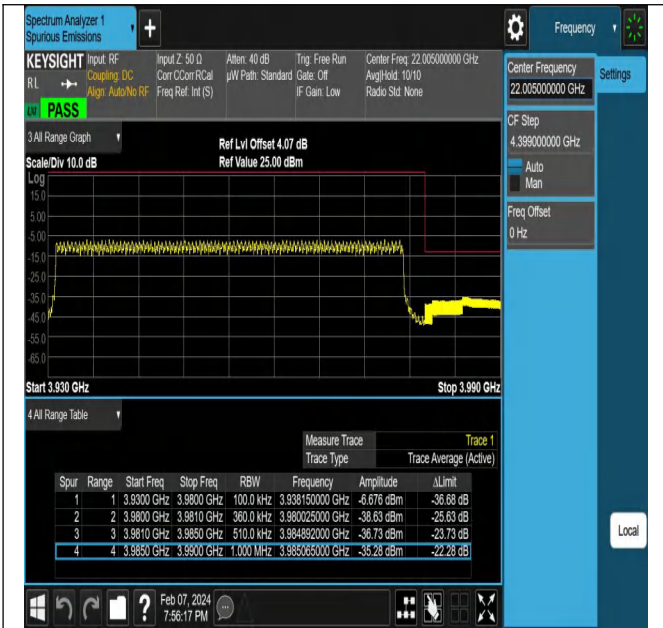 Spectrum Analyzer 1
Spurious Emissions
+
Frequency
KEYSIGHT Input: RF Input Z: 50 Ω Atten: 40 dB Trig: Free Run Center Freq: 22.005000000 GHz
RL Coupling: DC Corr CCorr RCal µW Path: Standard Gate: Off Avg|Hold: 10/10
Align: Auto/No RF Freq Ref: Int (S) IF Gain: Low Radio Std: None
LXI PASS
Center Frequency
22.005000000 GHz
Settings
CF Step
4.399000000 GHz
Auto
Man
Freq Offset
0 Hz
3 All Range Graph
Ref Lvl Offset 4.07 dB
Scale/Div 10.0 dB Ref Value 25.00 dBm
Log
15.0
5.00
-5.00
-15.0
-25.0
-35.0
-45.0
-55.0
-65.0
Start 3.930 GHz Stop 3.990 GHz
4 All Range Table
Measure Trace Trace 1
Trace Type Trace Average (Active)
Spur Range Start Freq Stop Freq RBW Frequency Amplitude ΔLimit
1 1 3.9300 GHz 3.9800 GHz 100.0 kHz 3.938150000 GHz -6.676 dBm -36.68 dB
2 2 3.9800 GHz 3.9810 GHz 360.0 kHz 3.980025000 GHz -38.63 dBm -25.63 dB
3 3 3.9810 GHz 3.9850 GHz 510.0 kHz 3.984892000 GHz -36.73 dBm -23.73 dB
4 4 3.9850 GHz 3.9900 GHz 1.000 MHz 3.985065000 GHz -35.28 dBm -22.28 dB
Local
?
Feb 07, 2024
7:56:17 PM